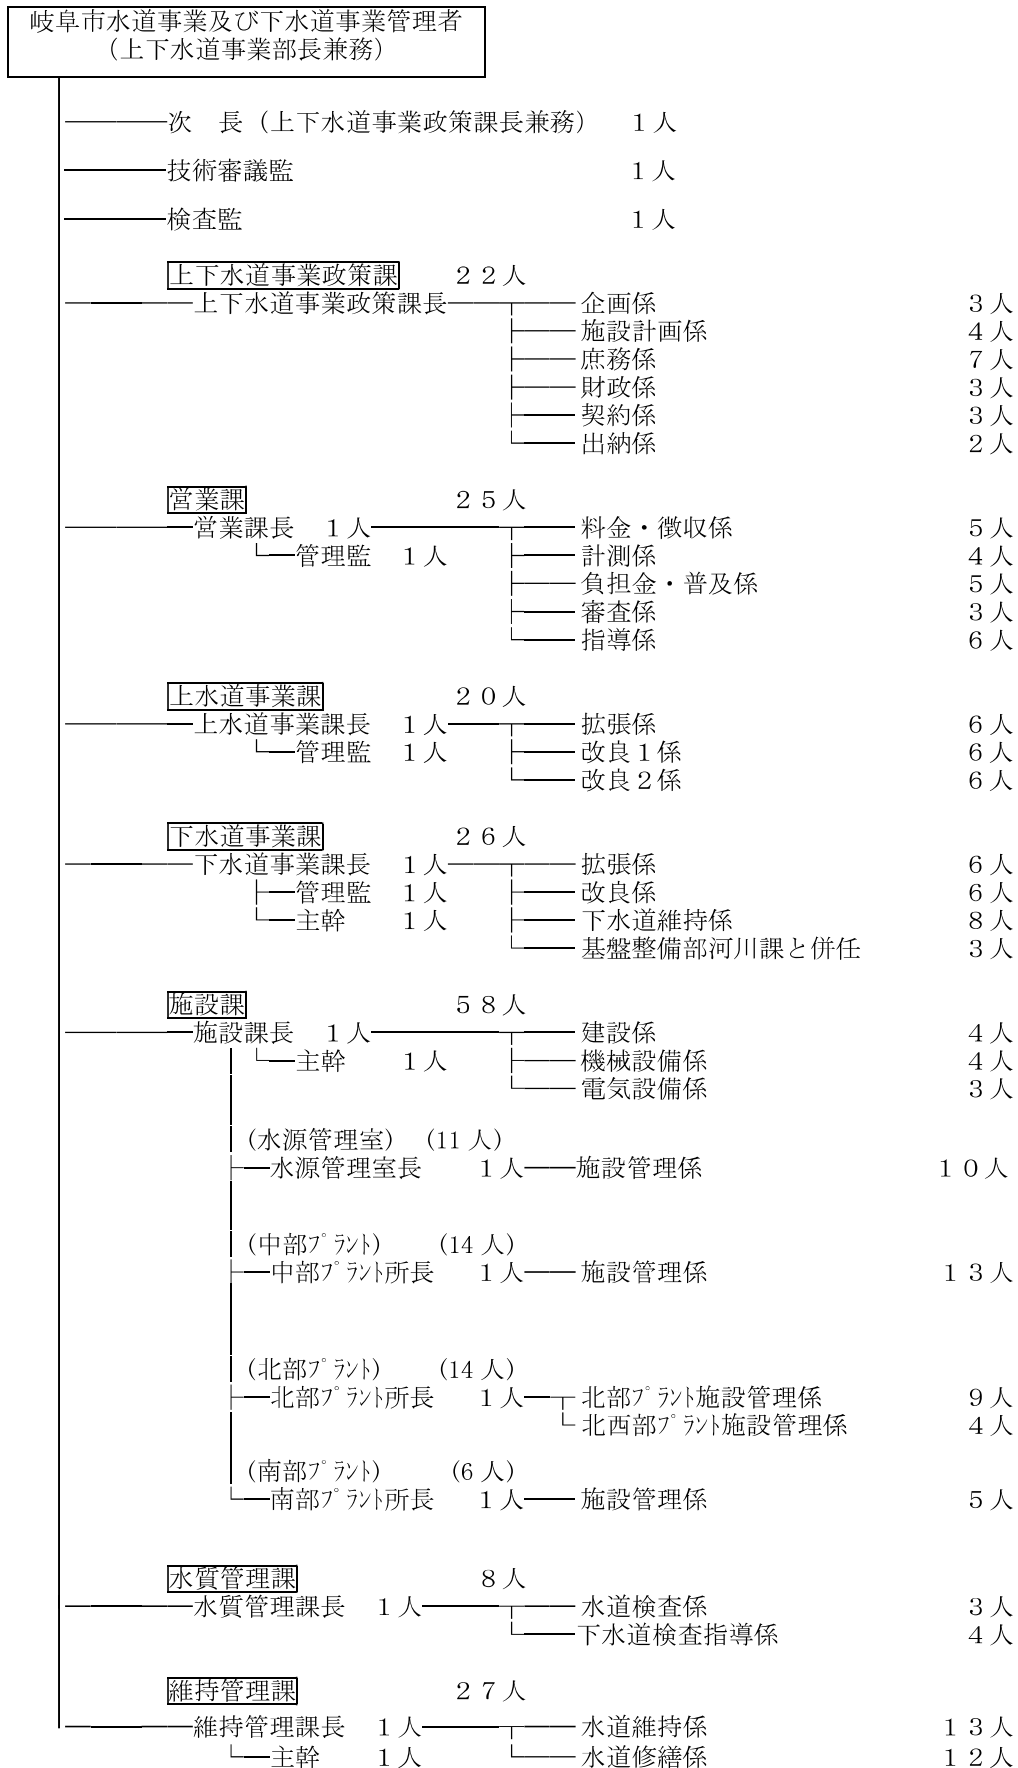 岐阜市水道事業及び下水道事業管理者
（上下水道事業部長兼務）
次　長（上下水道事業政策課長兼務）　１人
技術審議監　１人
検査監　１人
上下水道事業政策課　２２人
上下水道事業政策課長　企画係　３人
施設計画係　４人
庶務係　７人
財政係　３人
契約係　３人
出納係　２人
営業課　２５人
営業課長　１人　料金・徴収係　５人
管理監　１人　計測係　４人
負担金・普及係　５人
審査係　３人
指導係　６人
上水道事業課　２０人
上水道事業課長　１人　拡張係　６人
管理監　１人　改良１係　６人
改良２係　６人
下水道事業課　２６人
下水道事業課長　１人　拡張係　６人
管理監　１人　改良係　６人
主幹　１人　下水道維持係　８人
基盤整備部河川課と併任　３人
施設課　５８人
施設課長　１人　建設係　４人
主幹　１人　機械設備係　４人
電気設備係　３人
(水源管理室)　(11 人)
水源管理室長　１人　施設管理係　１０人
(中部ﾌﾟﾗﾝﾄ)　(14 人)
中部ﾌﾟﾗﾝﾄ所長　１人　施設管理係　１３人
(北部ﾌﾟﾗﾝﾄ)　(14 人)
北部ﾌﾟﾗﾝﾄ所長　１人　北部ﾌﾟﾗﾝﾄ施設管理係　９人
北西部ﾌﾟﾗﾝﾄ施設管理係　４人
(南部ﾌﾟﾗﾝﾄ)　(6 人)
南部ﾌﾟﾗﾝﾄ所長　１人　施設管理係　５人
水質管理課　８人
水質管理課長　１人　水道検査係　３人
下水道検査指導係　４人
維持管理課　２７人
維持管理課長　１人　水道維持係　１３人
主幹　１人　水道修繕係　１２人